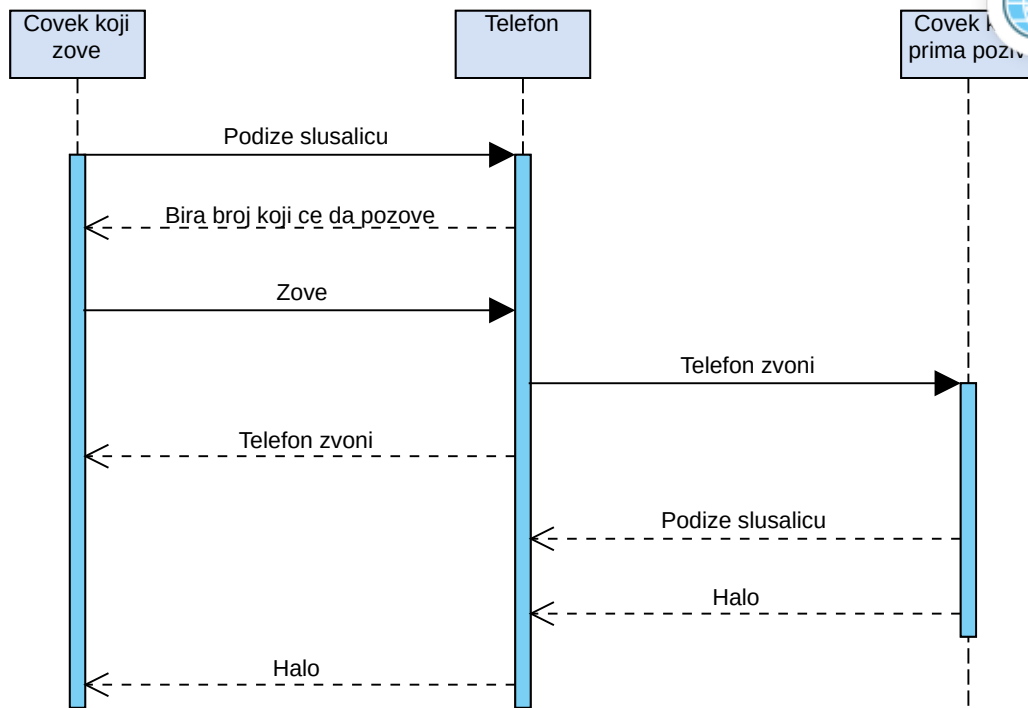 Covek koji
zove
Telefon
Covek
prima poziv
Podize slusalicu
Bira broj koji ce da pozove
Zove
Telefon zvoni
Telefon zvoni
Podize slusalicu
Halo
Halo